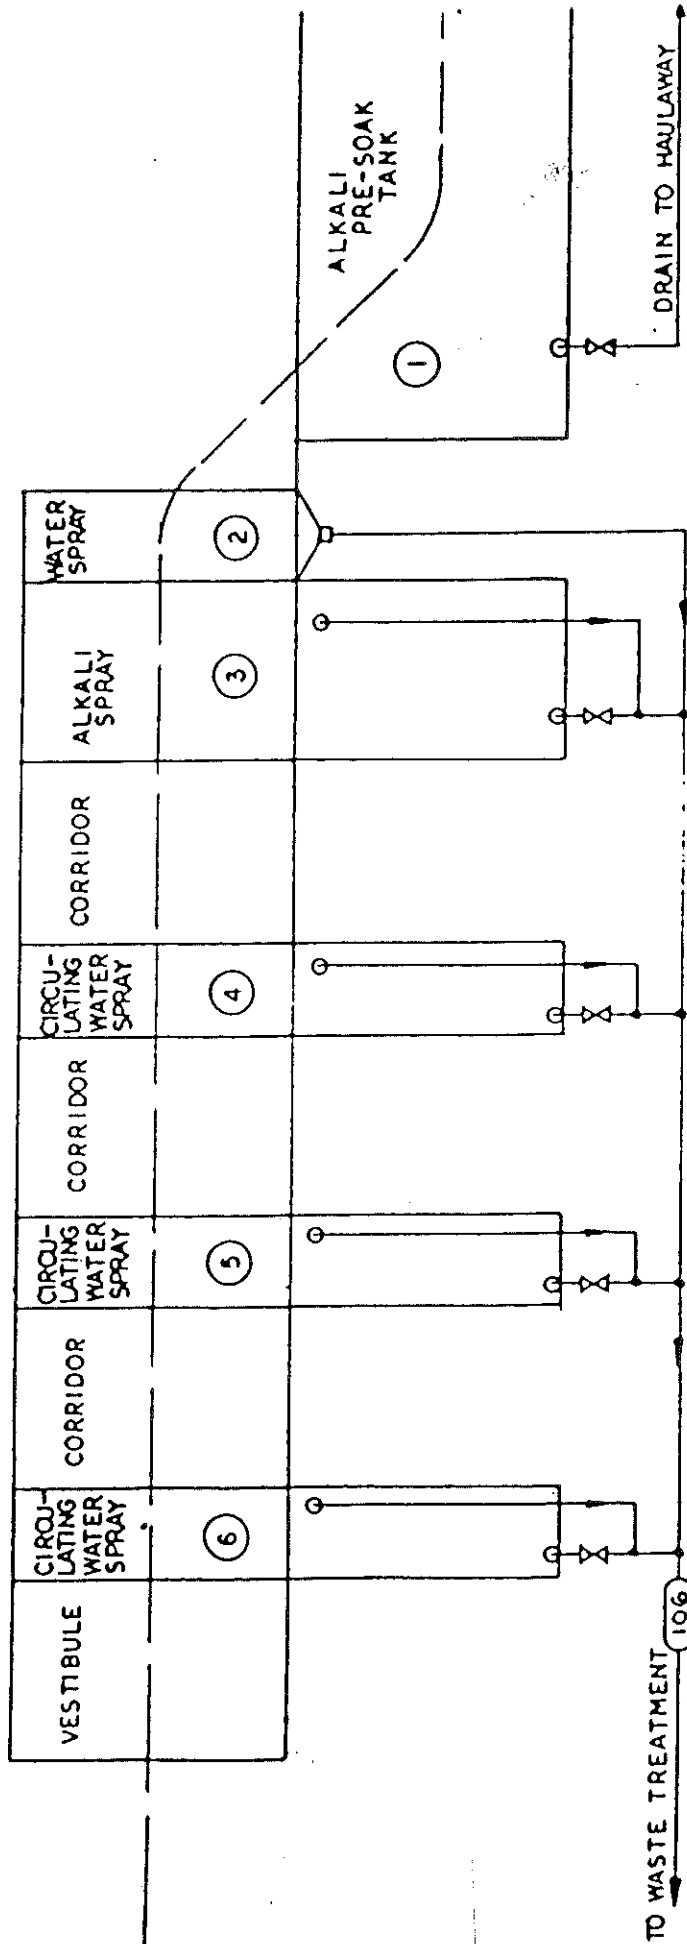 VESTIBULE
CIRCU-
LATING
WATER
SPRAY
6
CORRIDOR
CIRCU-
LATING
WATER
SPRAY
5
CORRIDOR
CIRCU-
LATING
WATER
SPRAY
4
CORRIDOR
ALKALI
SPRAY
3
WATER
SPRAY
2
ALKALI
PRE-SOAK
TANK
1
TO WASTE TREATMENT
106
DRAIN TO HAULAWAY